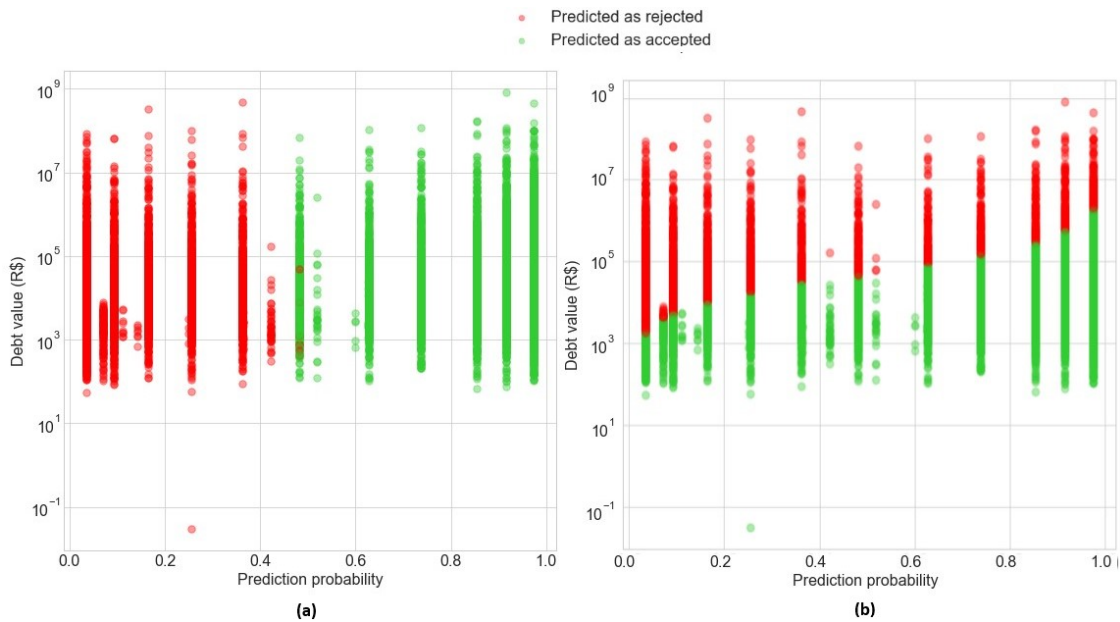 Predicted as rejected
Predicted as accepted
Debt value (R$)
10^9
10^7
10^5
10^3
10^1
10^-1
0.0 0.2 0.4 0.6 0.8 1.0
Prediction probability
(a)
Debt value (R$)
10^9
10^7
10^5
10^3
10^1
10^-1
0.0 0.2 0.4 0.6 0.8 1.0
Prediction probability
(b)